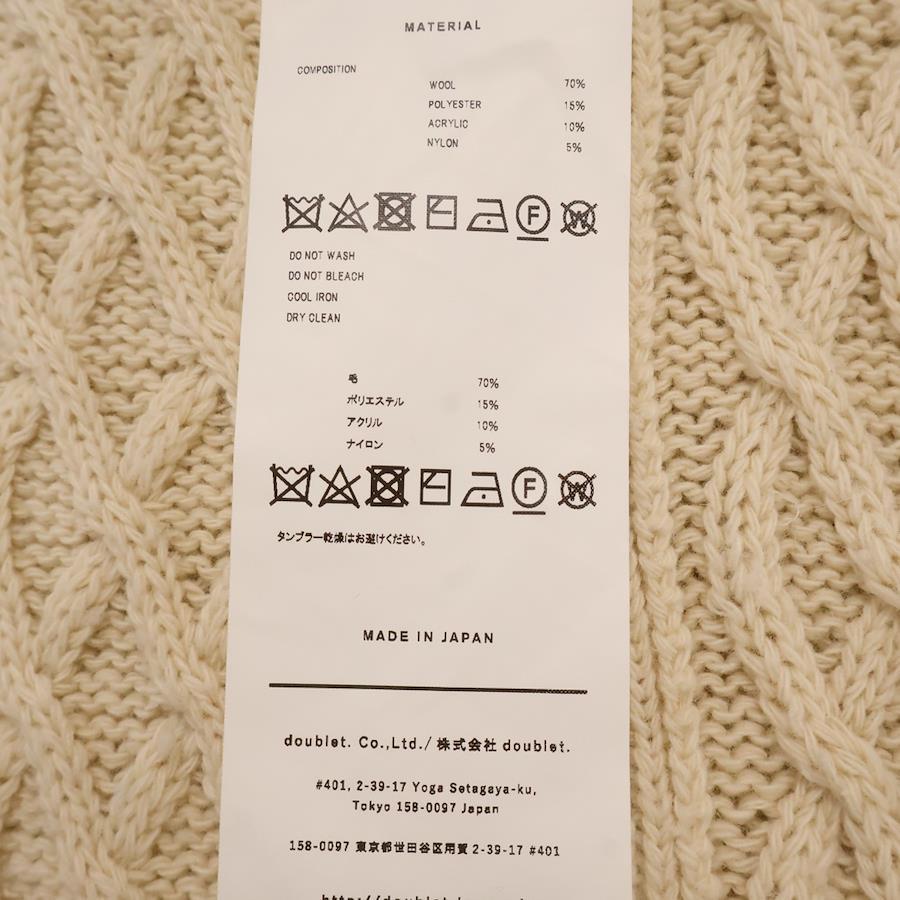 MATERIAL
COMPOSITION
WOOL 70%
POLYESTER 15%
ACRYLIC 10%
NYLON 5%
F W
DO NOT WASH
DO NOT BLEACH
COOL IRON
DRY CLEAN
毛 70%
ポリエステル 15%
アクリル 10%
ナイロン 5%
F W
タンブラー乾燥はお避けください。
MADE IN JAPAN
doublet. Co.,Ltd./ 株式会社 doublet.
#401, 2-39-17 Yoga Setagaya-ku,
Tokyo 158-0097 Japan
158-0097 東京都世田谷区用賀 2-39-17 #401